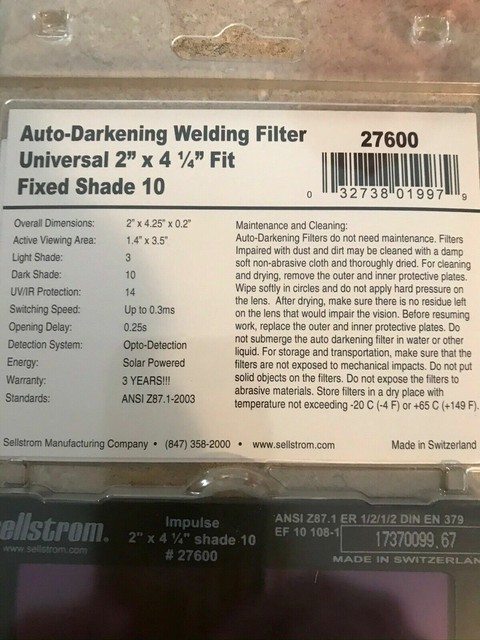 Auto-Darkening Welding Filter
Universal 2” x 4 ¼” Fit
Fixed Shade 10
27600
0 32738 01997 9
Overall Dimensions: 2" x 4.25" x 0.2"
Active Viewing Area: 1.4" x 3.5"
Light Shade: 3
Dark Shade: 10
UV/IR Protection: 14
Switching Speed: Up to 0.3ms
Opening Delay: 0.25s
Detection System: Opto-Detection
Energy: Solar Powered
Warranty: 3 YEARS!!!
Standards: ANSI Z87.1-2003
Maintenance and Cleaning:
Auto-Darkening Filters do not need maintenance. Filters
Impaired with dust and dirt may be cleaned with a damp
soft non-abrasive cloth and thoroughly dried. For cleaning
and drying, remove the outer and inner protective plates.
Wipe softly in circles and do not apply hard pressure on
the lens. After drying, make sure there is no residue left
on the lens that would impair the vision. Before resuming
work, replace the outer and inner protective plates. Do
not submerge the auto darkening filter in water or other
liquid. For storage and transportation, make sure that the
filters are not exposed to mechanical impacts. Do not put
solid objects on the filters. Do not expose the filters to
abrasive materials. Store filters in a dry place with
temperature not exceeding -20 C (-4 F) or +65 C (+149 F).
Sellstrom Manufacturing Company • (847) 358-2000 • www.sellstrom.com Made in Switzerland
ellstrom.
www.sellstrom.com
Impulse
2" x 4 ¼" shade 10
# 27600
ANSI Z87.1 ER 1/2/1/2 DIN EN 379
EF 10 108-1
17370099,67
MADE IN SWITZERLAN